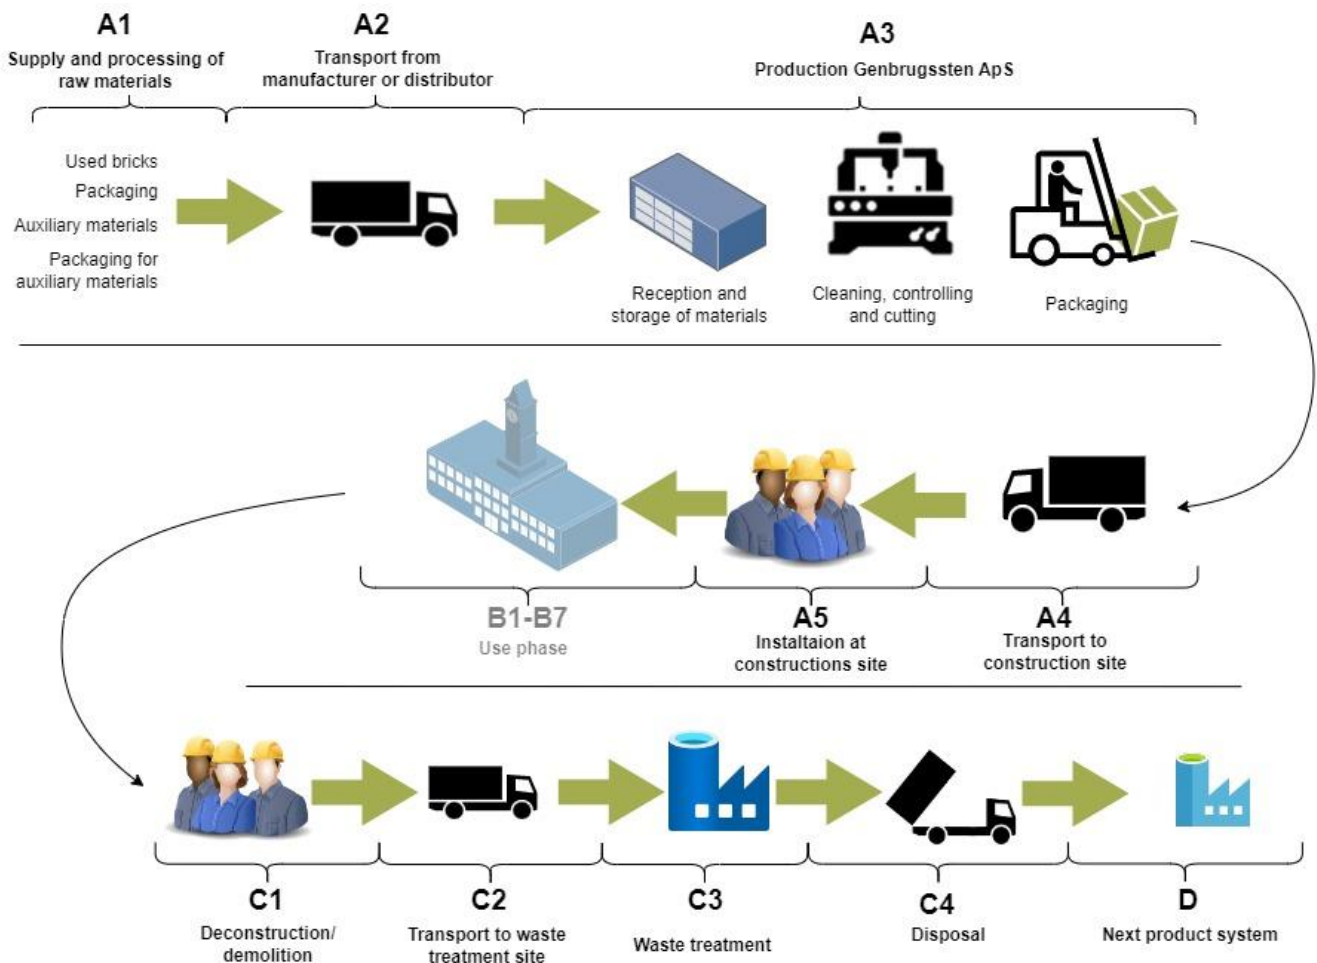 A1
Supply and processing of
raw materials
A2
Transport from
manufacturer or distributor
A3
Production Genbrugssten ApS
Used bricks
Packaging
Auxiliary materials
Packaging for
auxiliary materials
Reception and
storage of materials
Cleaning, controlling
and cutting
Packaging
B1-B7
Use phase
A5
Instaltaion at
constructions site
A4
Transport to
construction site
C1
Deconstruction/
demolition
C2
Transport to waste
treatment site
C3
Waste treatment
C4
Disposal
D
Next product system